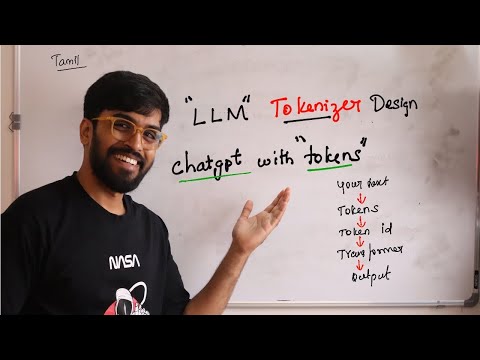 Tamil
"LLM" Tokenizer Design
chatgpt with "tokens"
Your text
Tokens
Token id
Transformer
Output
NASA